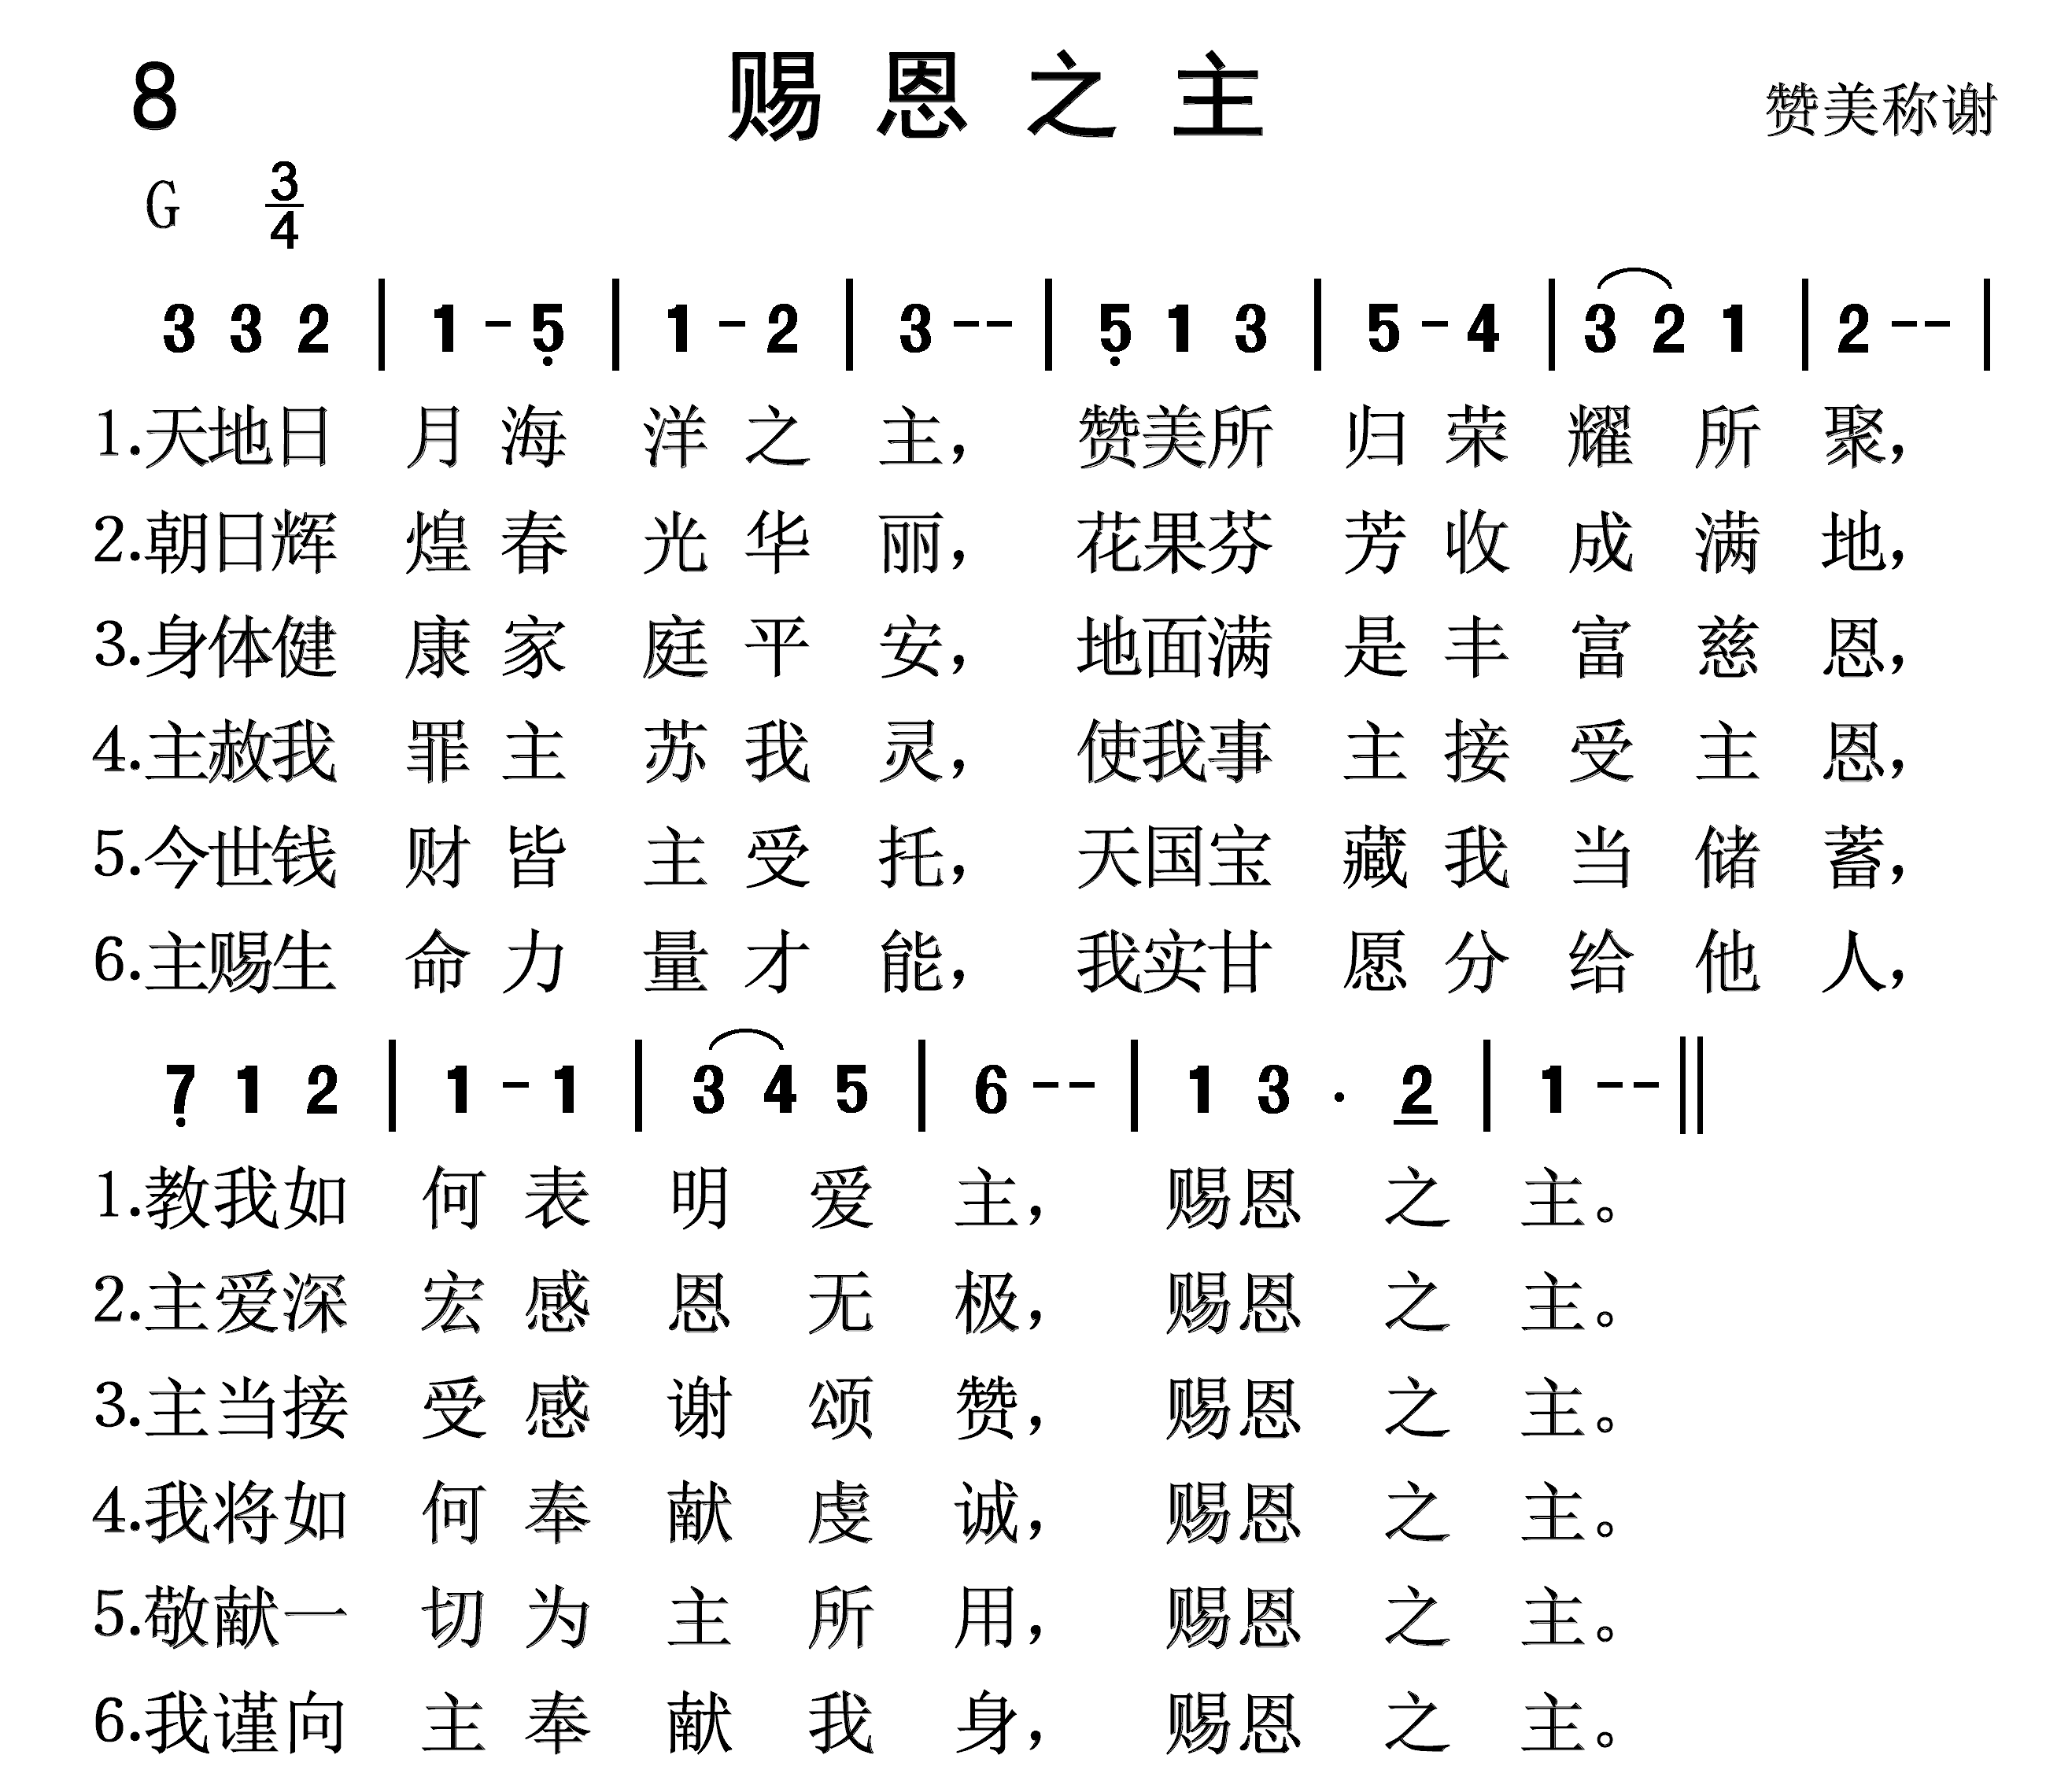 8 赐恩之主 赞美称谢
G 3/4
3 3 2 | 1 - 5̣ | 1 - 2 | 3 - - | 5̣ 1 3 | 5 - 4 | 3 2 1 | 2 - - |
1.天地日月海洋之主，赞美所归荣耀所聚，
2.朝日辉煌春光华丽，花果芬芳收成满地，
3.身体健康家庭平安，地面满是丰富慈恩，
4.主赦我罪主苏我灵，使我事主接受主恩，
5.今世钱财皆主受托，天国宝藏我当储蓄，
6.主赐生命力量才能，我实甘愿分给他人，
7̣ 1 2 | 1 - 1 | 3 4 5 | 6 - - | 1 3 · 2̲ | 1 - - ‖
1.教我如何表明爱主，赐恩之主。
2.主爱深宏感恩无极，赐恩之主。
3.主当接受感谢颂赞，赐恩之主。
4.我将如何奉献虔诚，赐恩之主。
5.敬献一切为主所用，赐恩之主。
6.我谨向主奉献我身，赐恩之主。